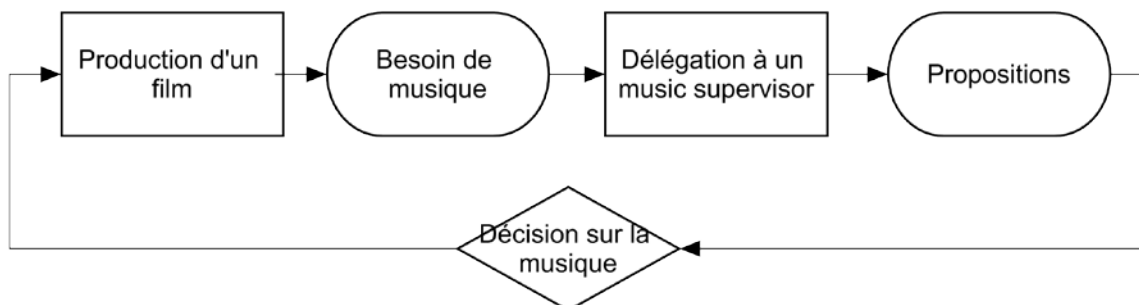 Production d'un
film
Besoin de
musique
Délégation à un
music supervisor
Propositions
Décision sur la
musique